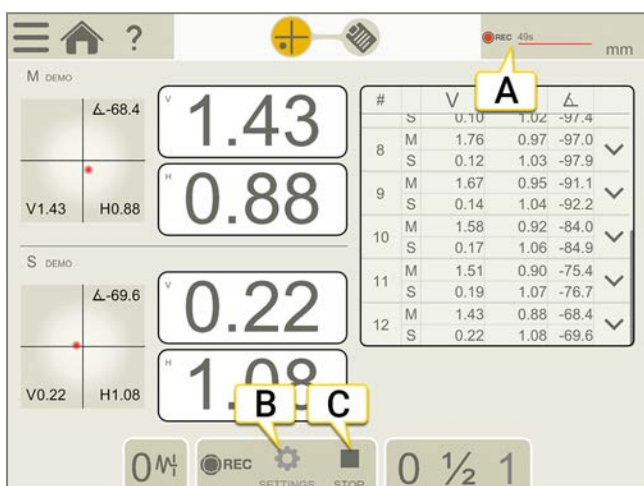 ?
REC 49s
mm
A
M DEMO
∡-68.4
V1.43 H0.88
V 1.43
H 0.88
S DEMO
∡-69.6
V0.22 H1.08
V 0.22
H 1.08
# V ∡
S 0.10 1.02 -97.4
8 M 1.76 0.97 -97.0
S 0.12 1.03 -97.9
9 M 1.67 0.95 -91.1
S 0.14 1.04 -92.2
10 M 1.58 0.92 -84.0
S 0.17 1.06 -84.9
11 M 1.51 0.90 -75.4
S 0.19 1.07 -76.7
12 M 1.43 0.88 -68.4
S 0.22 1.08 -69.6
B C
0 REC SETTINGS STOP 0 ½ 1